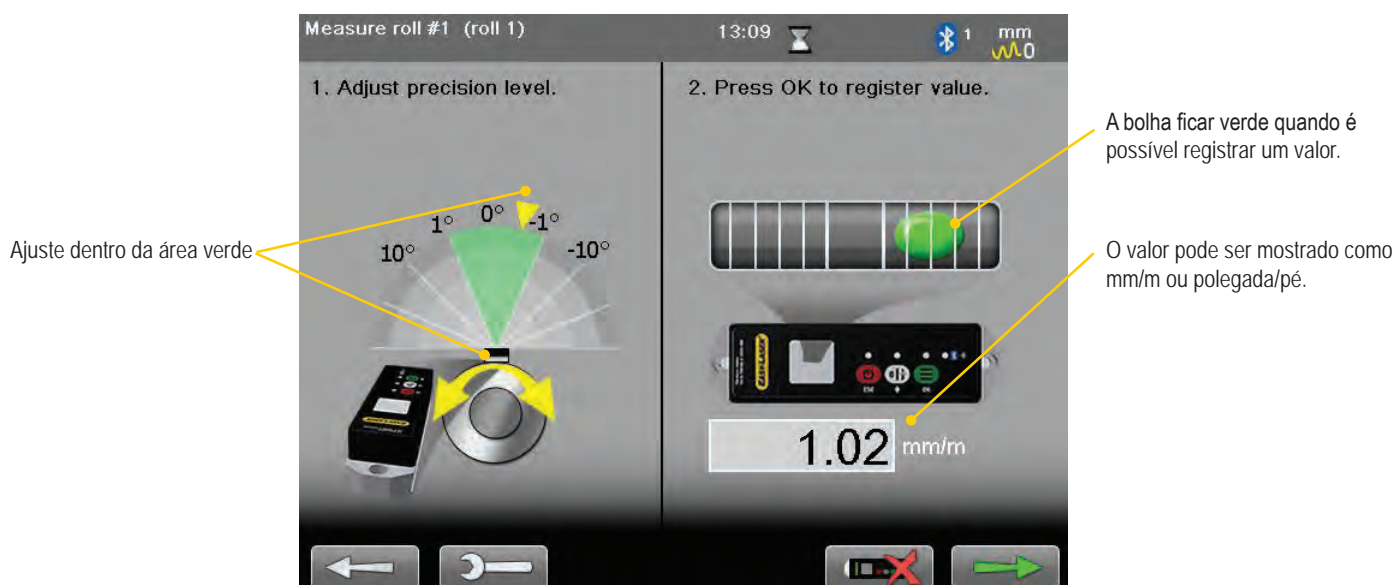 Measure roll #1 (roll 1)
13:09
1
mm
0
1. Adjust precision level.
2. Press OK to register value.
A bolha ficar verde quando é
possível registrar um valor.
Ajuste dentro da área verde
10°
1°
0°
-1°
-10°
O valor pode ser mostrado como
mm/m ou polegada/pé.
1.02 mm/m